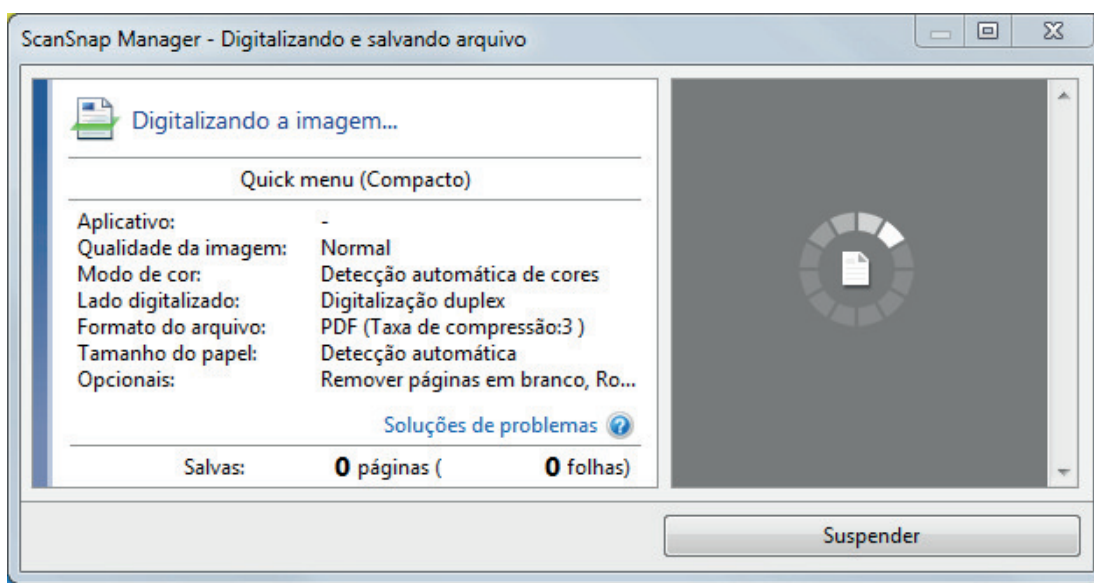 ScanSnap Manager - Digitalizando e salvando arquivo
Digitalizando a imagem...
Quick menu (Compacto)
Aplicativo: -
Qualidade da imagem: Normal
Modo de cor: Detecção automática de cores
Lado digitalizado: Digitalização duplex
Formato do arquivo: PDF (Taxa de compressão:3 )
Tamanho do papel: Detecção automática
Opcionais: Remover páginas em branco, Ro...
Soluções de problemas
Salvas: 0 páginas ( 0 folhas)
Suspender